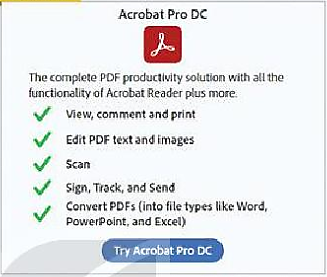 Acrobat Pro DC
The complete PDF productivity solution with all the
functionality of Acrobat Reader plus more.
View, comment and print
Edit PDF text and images
Scan
Sign, Track, and Send
Convert PDFs (into file types like Word,
PowerPoint, and Excel)
Try Acrobat Pro DC